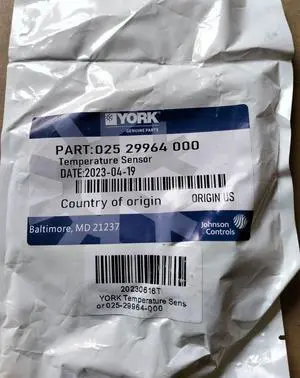 YORK
GENUINE PARTS
PART:025 29964 000
Temperature Sensor
DATE:2023-04-19
Country of origin ORIGIN US
Baltimore, MD 21237
Johnson
Controls
20230616T
YORK Temperature Sens
or 025-29964-000